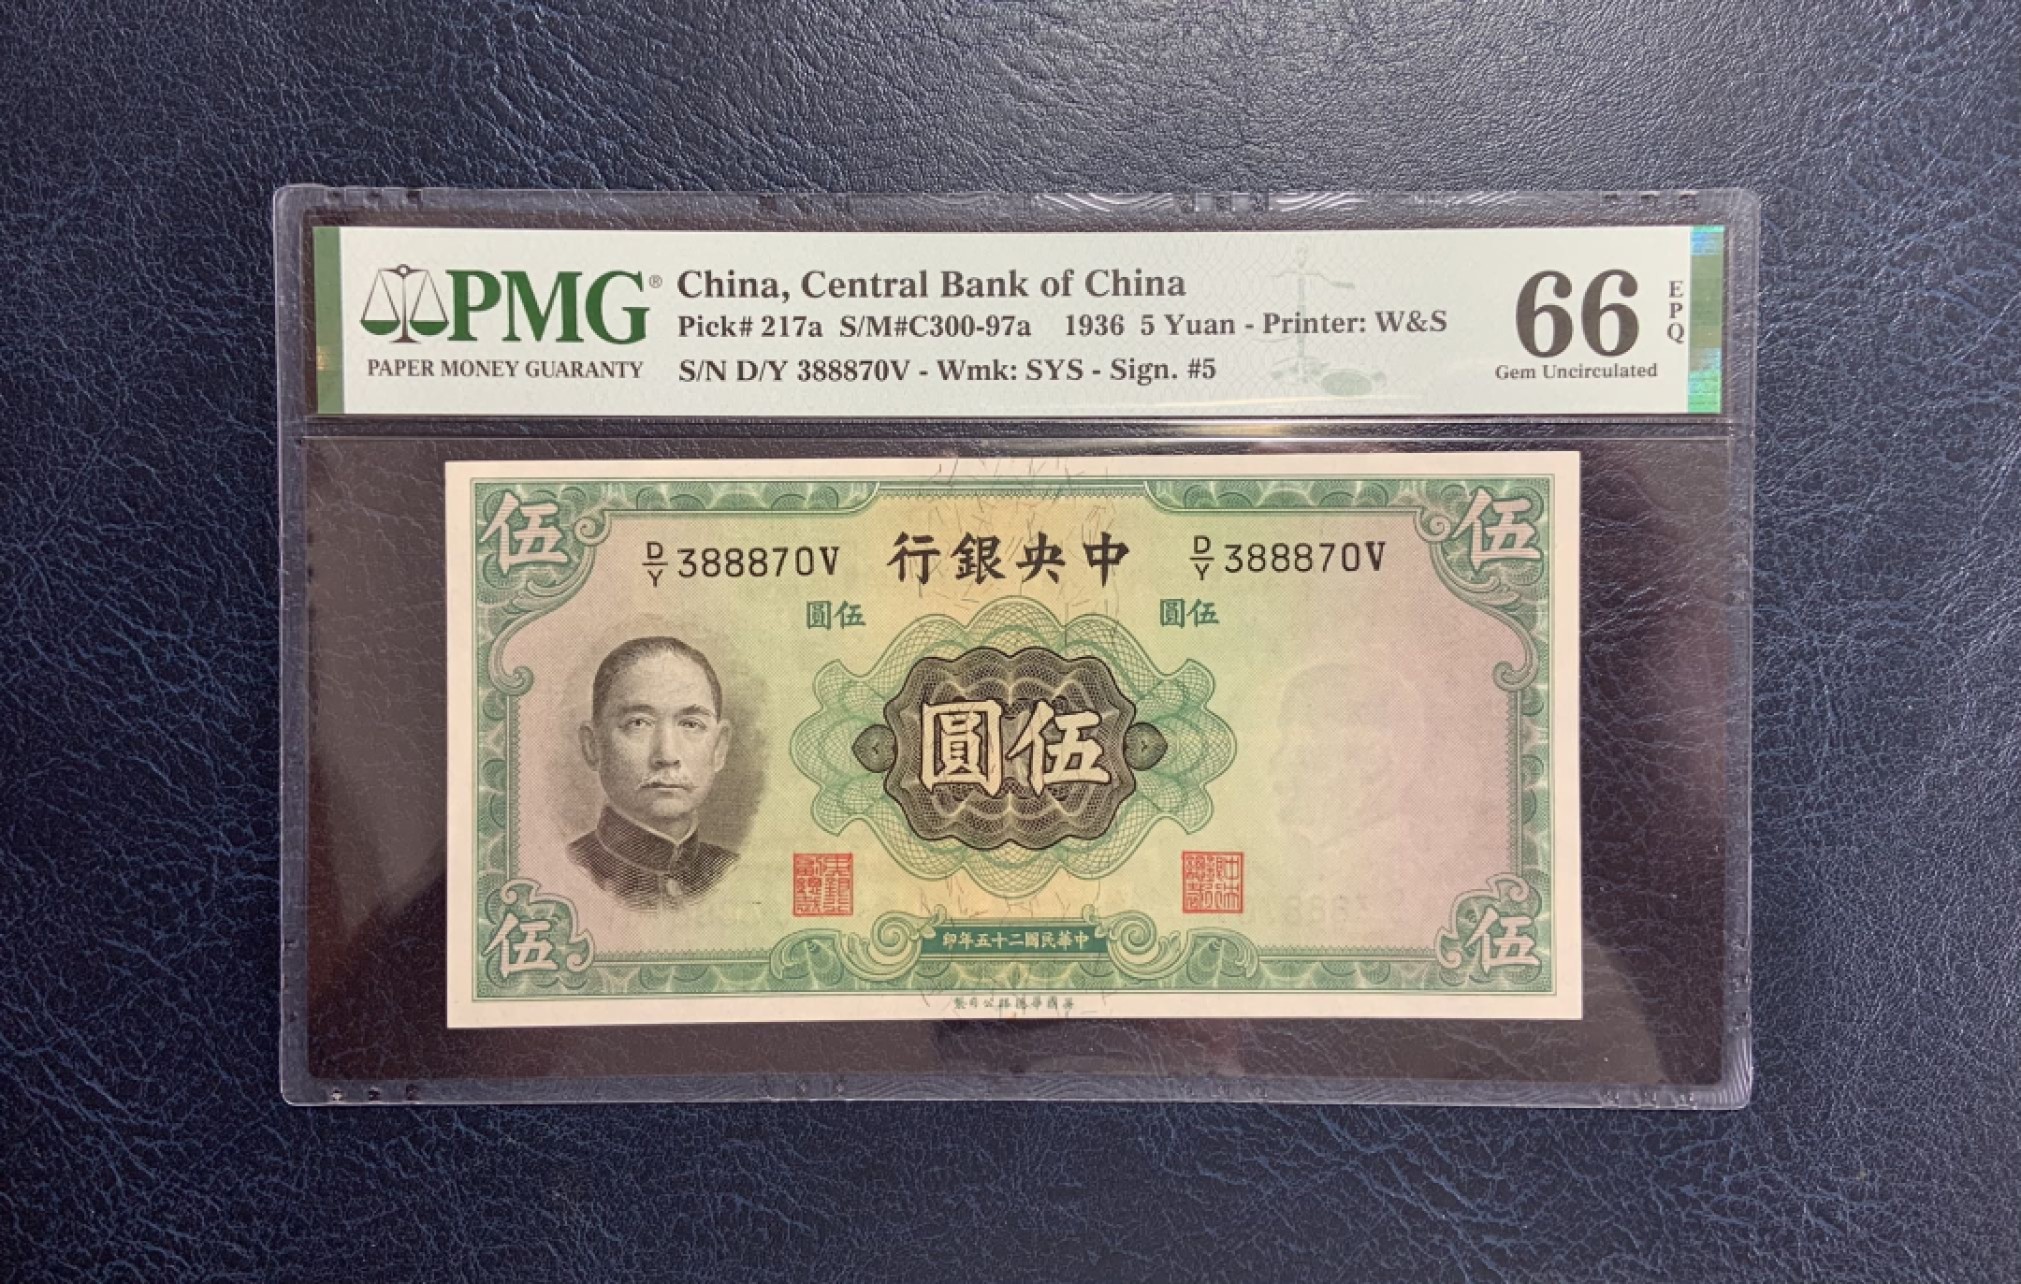 PMG®
PAPER MONEY GUARANTY
China, Central Bank of China
Pick# 217a S/M#C300-97a 1936 5 Yuan - Printer: W&S
S/N D/Y 388870V - Wmk: SYS - Sign. #5
66 EPQ
Gem Uncirculated
伍 伍
D/Y 388870V 行銀央中 D/Y 388870V
圓伍 圓伍
圓伍
印年五十二國民華中
伍 伍